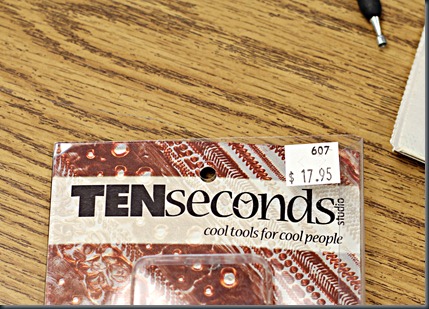 607
$ 17.95
TENseconds
studio
cool tools for cool people